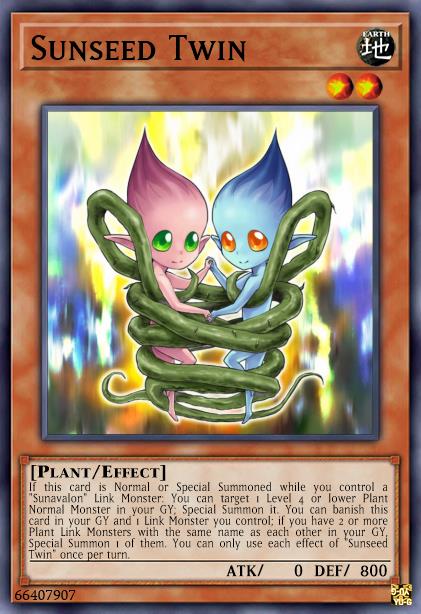 SUNSEED TWIN
EARTH
地
[PLANT/EFFECT]
If this card is Normal or Special Summoned while you control a
"Sunavalon" Link Monster: You can target 1 Level 4 or lower Plant
Normal Monster in your GY; Special Summon it. You can banish this
card in your GY and 1 Link Monster you control; if you have 2 or more
Plant Link Monsters with the same name as each other in your GY,
Special Summon 1 of them. You can only use each effect of "Sunseed
Twin" once per turn.
ATK/ 0 DEF/ 800
66407907